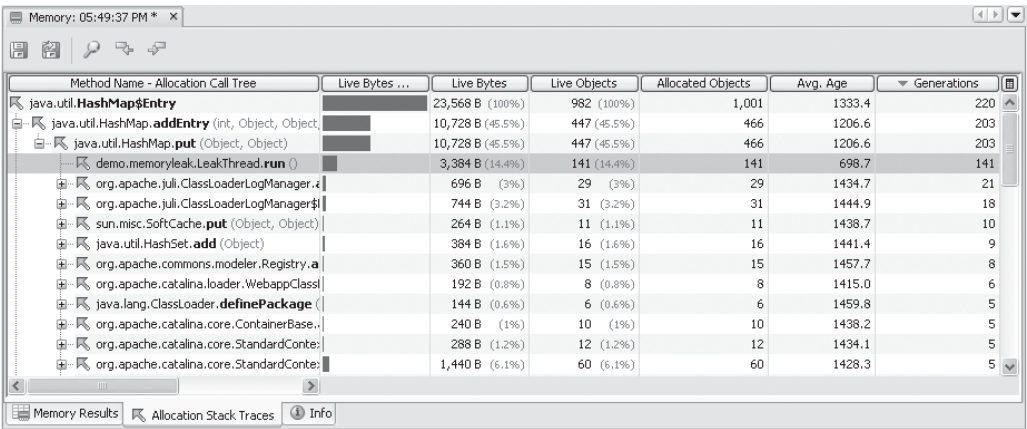 Memory: 05:49:37 PM * ×
Method Name - Allocation Call Tree Live Bytes ... Live Bytes Live Objects Allocated Objects Avg. Age Generations
java.util.HashMap$Entry 23,568 B (100%) 982 (100%) 1,001 1333.4 220
java.util.HashMap.addEntry (int, Object, Object, 10,728 B (45.5%) 447 (45.5%) 466 1206.6 203
java.util.HashMap.put (Object, Object) 10,728 B (45.5%) 447 (45.5%) 466 1206.6 203
demo.memoryleak.LeakThread.run () 3,384 B (14.4%) 141 (14.4%) 141 698.7 141
org.apache.juli.ClassLoaderLogManager.a 696 B (3%) 29 (3%) 29 1434.7 21
org.apache.juli.ClassLoaderLogManager$ 744 B (3.2%) 31 (3.2%) 31 1444.9 18
sun.misc.SoftCache.put (Object, Object) 264 B (1.1%) 11 (1.1%) 11 1438.7 10
java.util.HashSet.add (Object) 384 B (1.6%) 16 (1.6%) 16 1441.4 9
org.apache.commons.modeler.Registry.a 360 B (1.5%) 15 (1.5%) 15 1457.7 8
org.apache.catalina.loader.WebappClassl 192 B (0.8%) 8 (0.8%) 8 1415.0 6
java.lang.ClassLoader.definePackage ( 144 B (0.6%) 6 (0.6%) 6 1459.8 5
org.apache.catalina.core.ContainerBase. 240 B (1%) 10 (1%) 10 1438.2 5
org.apache.catalina.core.StandardConte 288 B (1.2%) 12 (1.2%) 12 1434.1 5
org.apache.catalina.core.StandardConte 1,440 B (6.1%) 60 (6.1%) 60 1428.3 5
Memory Results Allocation Stack Traces Info